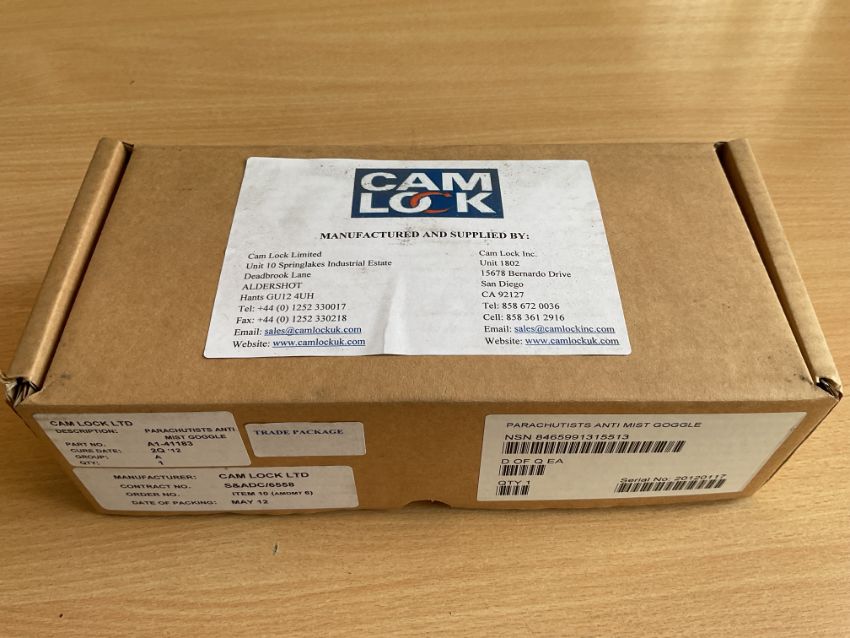 CAM
LOCK
MANUFACTURED AND SUPPLIED BY:
Cam Lock Limited
Unit 10 Springlakes Industrial Estate
Deadbrook Lane
ALDERSHOT
Hants GU12 4UH
Tel: +44 (0) 1252 330017
Fax: +44 (0) 1252 330218
Email: sales@camlockuk.com
Website: www.camlockuk.com
Cam Lock Inc.
Unit 1802
15678 Bernardo Drive
San Diego
CA 92127
Tel: 858 672 0036
Cell: 858 361 2916
Email: sales@camlockinc.com
Website: www.camlockuk.com
CAM LOCK LTD
DESCRIPTION: PARACHUTISTS ANTI
MIST GOGGLE
PART NO. A1-41183
CURE DATE: 2Q '12
GROUP: A
QTY: 1
MANUFACTURER: CAM LOCK LTD
CONTRACT NO. S&ADC/6558
ORDER NO. ITEM 10 (AMDMT 6)
DATE OF PACKING: MAY 12
TRADE PACKAGE
PARACHUTISTS ANTI MIST GOGGLE
NSN 8465991315513
D OF Q EA
QTY 1
Serial No: 20120117